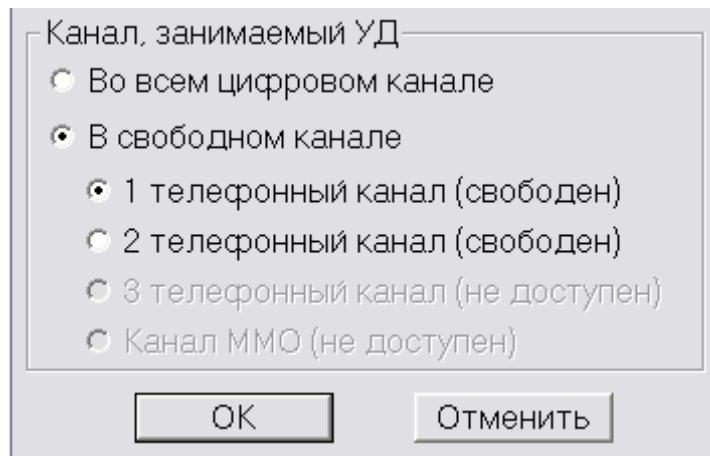 Канал, занимаемый УД
Во всем цифровом канале
В свободном канале
1 телефонный канал (свободен)
2 телефонный канал (свободен)
3 телефонный канал (не доступен)
Канал ММО (не доступен)
ОК
Отменить